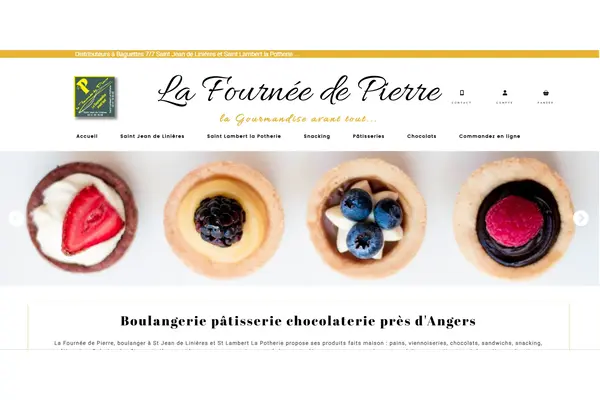 Distributeurs à Baguettes 7/7 Saint Jean de Linières et Saint Lambert la Potherie ...
P
La Fournée de Pierre
la Gourmandise avant tout...
CONTACT
COMPTE
PANIER
Accueil
Saint Jean de Linières
Saint Lambert la Potherie
Snacking
Pâtisseries
Chocolats
Commandez en ligne
Boulangerie pâtisserie chocolaterie près d'Angers
La Fournée de Pierre, boulanger à St Jean de Linières et St Lambert La Potherie propose ses produits faits maison : pains, viennoiseries, chocolats, sandwichs, snacking,